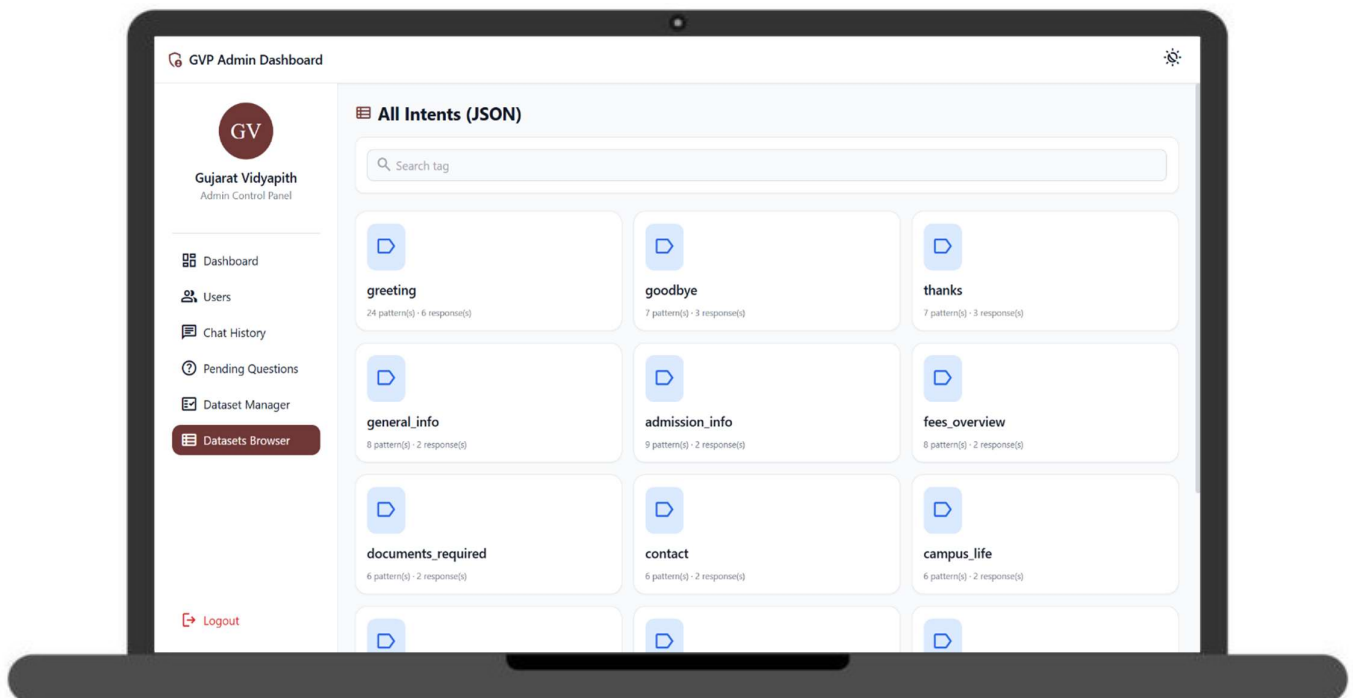 GVP Admin Dashboard
GV
Gujarat Vidyapith
Admin Control Panel
Dashboard
Users
Chat History
Pending Questions
Dataset Manager
Datasets Browser
Logout
All Intents (JSON)
Search tag
greeting
24 pattern(s) · 6 response(s)
goodbye
7 pattern(s) · 3 response(s)
thanks
7 pattern(s) · 3 response(s)
general_info
8 pattern(s) · 2 response(s)
admission_info
9 pattern(s) · 2 response(s)
fees_overview
8 pattern(s) · 2 response(s)
documents_required
6 pattern(s) · 2 response(s)
contact
6 pattern(s) · 2 response(s)
campus_life
6 pattern(s) · 2 response(s)